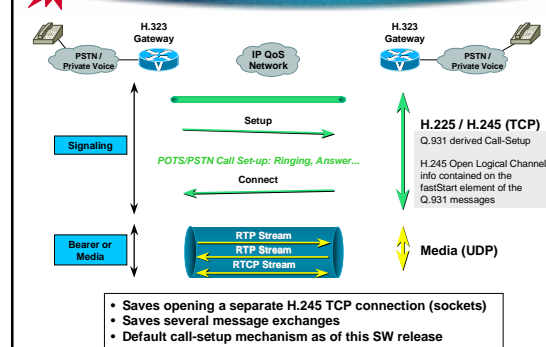 H.323
Gateway
H.323
Gateway
PSTN /
Private Voice
IP QoS
Network
PSTN /
Private Voice
Setup
H.225 / H.245 (TCP)
Q.931 derived Call-Setup
Signaling
POTS/PSTN Call Set-up: Ringing, Answer...
H.245 Open Logical Channel
info contained on the
fastStart element of the
Q.931 messages
Connect
Bearer or
Media
RTP Stream
RTP Stream
RTCP Stream
Media (UDP)
• Saves opening a separate H.245 TCP connection (sockets)
• Saves several message exchanges
• Default call-setup mechanism as of this SW release